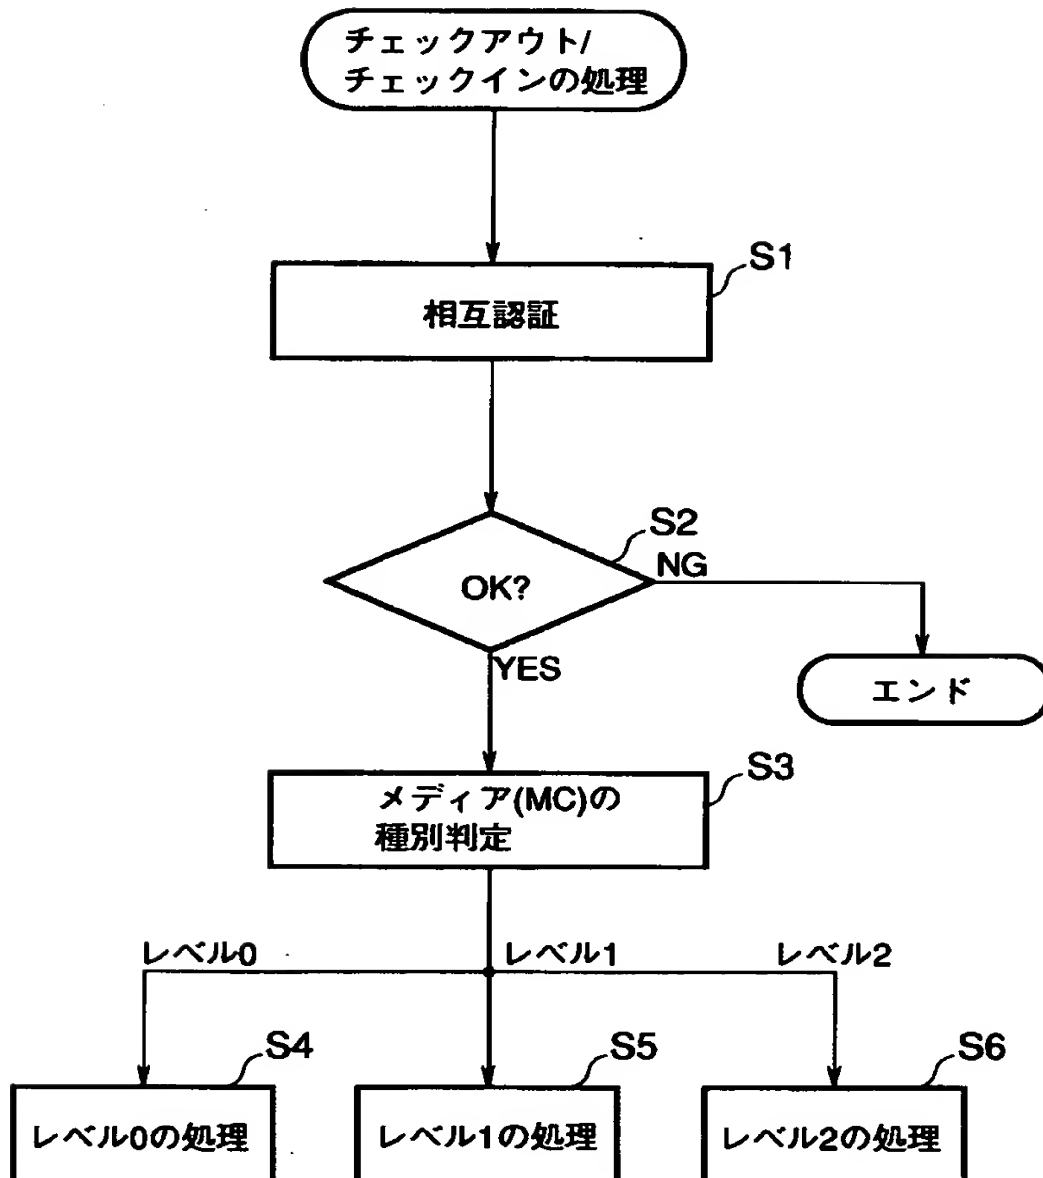 チェックアウト/
チェックインの処理
S1
相互認証
S2
OK?
NG
YES
エンド
S3
メディア(MC)の
種別判定
レベル0
レベル1
レベル2
S4
S5
S6
レベル0の処理
レベル1の処理
レベル2の処理